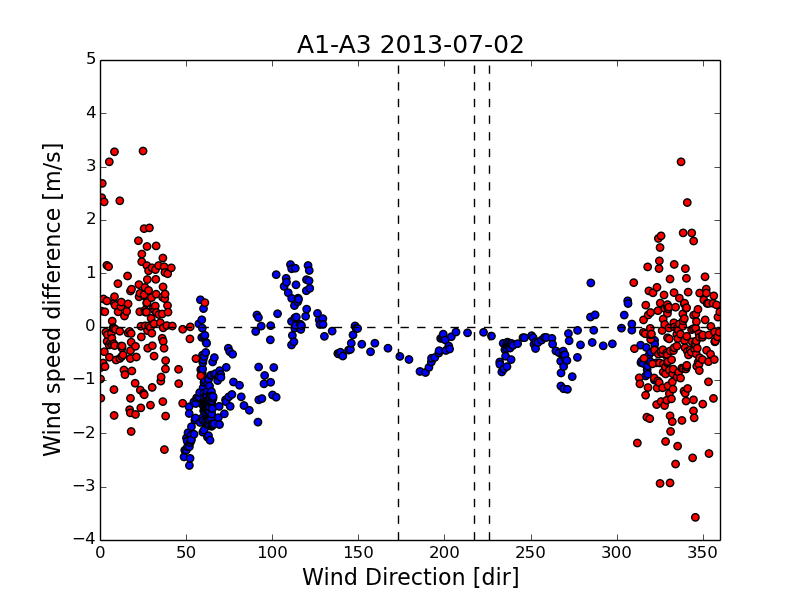 A1-A3 2013-07-02
5
4
3
2
1
0
−1
−2
−3
−4
Wind speed difference [m/s]
0 50 100 150 200 250 300 350
Wind Direction [dir]